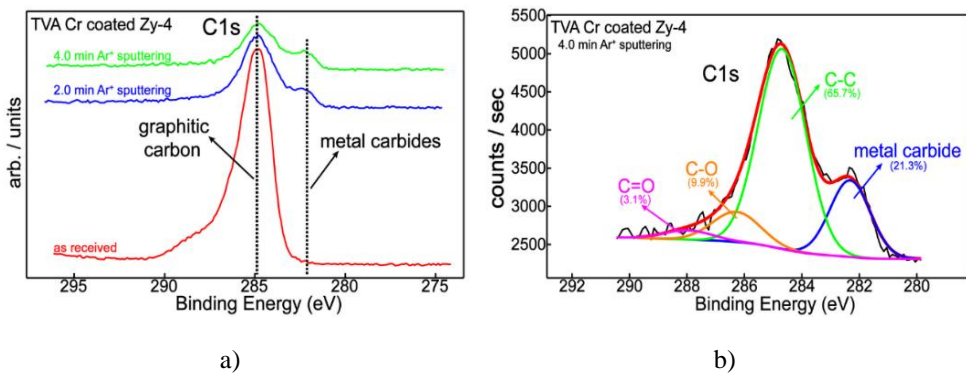 TVA Cr coated Zy-4
C1s
4.0 min Ar⁺ sputtering
2.0 min Ar⁺ sputtering
graphitic
carbon
metal carbides
as received
arb. / units
295
290
285
280
275
Binding Energy (eV)
a)
TVA Cr coated Zy-4
4.0 min Ar⁺ sputtering
C1s
C-C
(65.7%)
metal carbide
(21.3%)
C-O
(9.9%)
C=O
(3.1%)
counts / sec
5500
5000
4500
4000
3500
3000
2500
292
290
288
286
284
282
280
Binding Energy (eV)
b)